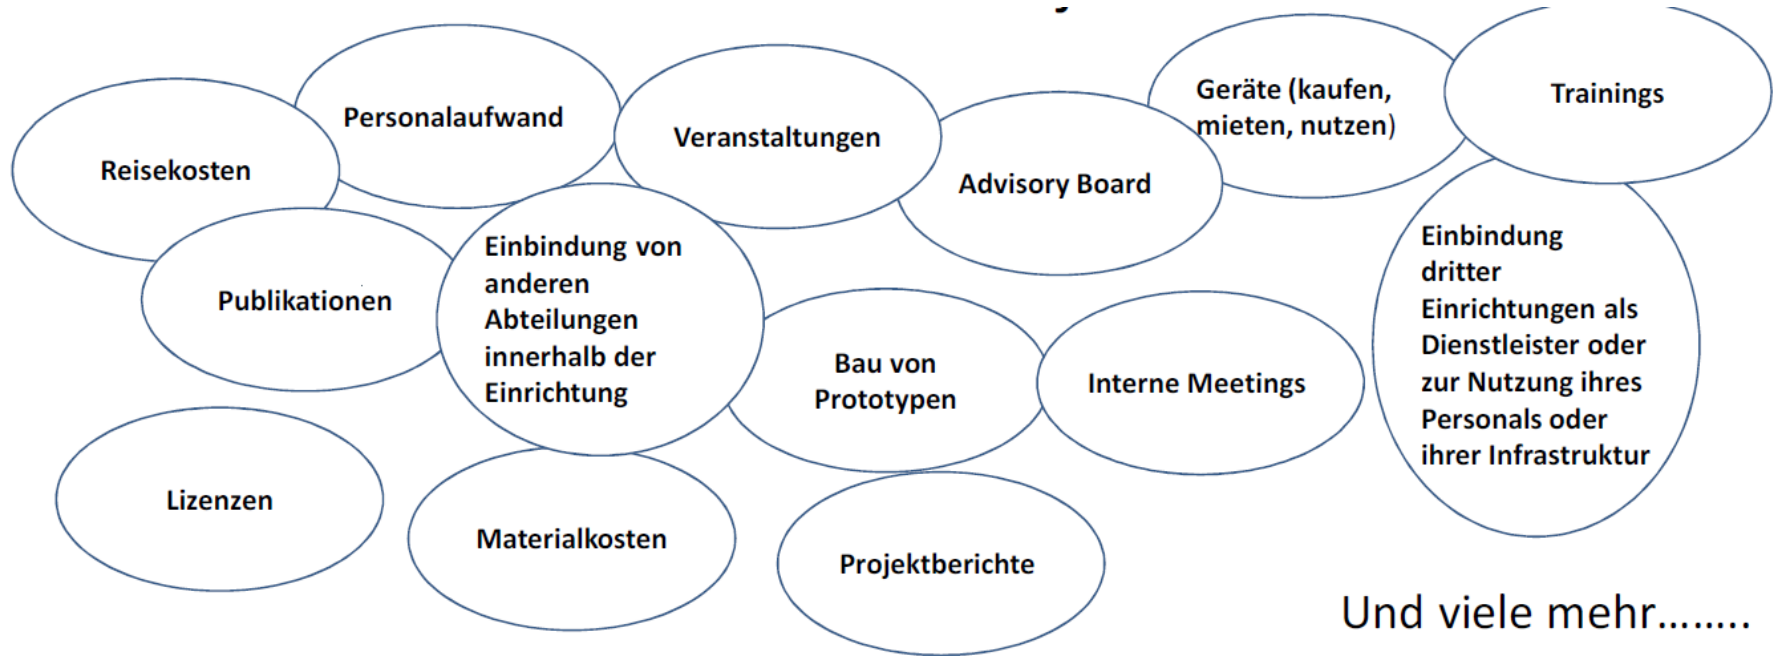 Personalaufwand
Veranstaltungen
Geräte (kaufen,
mieten, nutzen)
Trainings
Reisekosten
Advisory Board
Publikationen
Einbindung von
anderen
Abteilungen
innerhalb der
Einrichtung
Bau von
Prototypen
Interne Meetings
Einbindung
dritter
Einrichtungen als
Dienstleister oder
zur Nutzung ihres
Personals oder
ihrer Infrastruktur
Lizenzen
Materialkosten
Projektberichte
Und viele mehr........